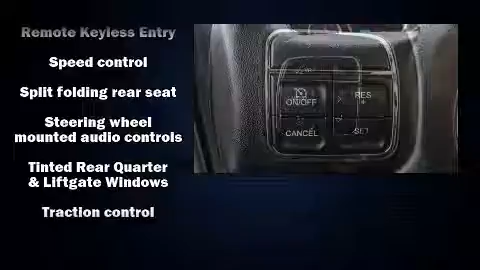 Remote Keyless Entry
Speed control
Split folding rear seat
Steering wheel
mounted audio controls
Tinted Rear Quarter
& Liftgate Windows
Traction control
ON/OFF
RES
+
CANCEL
SET